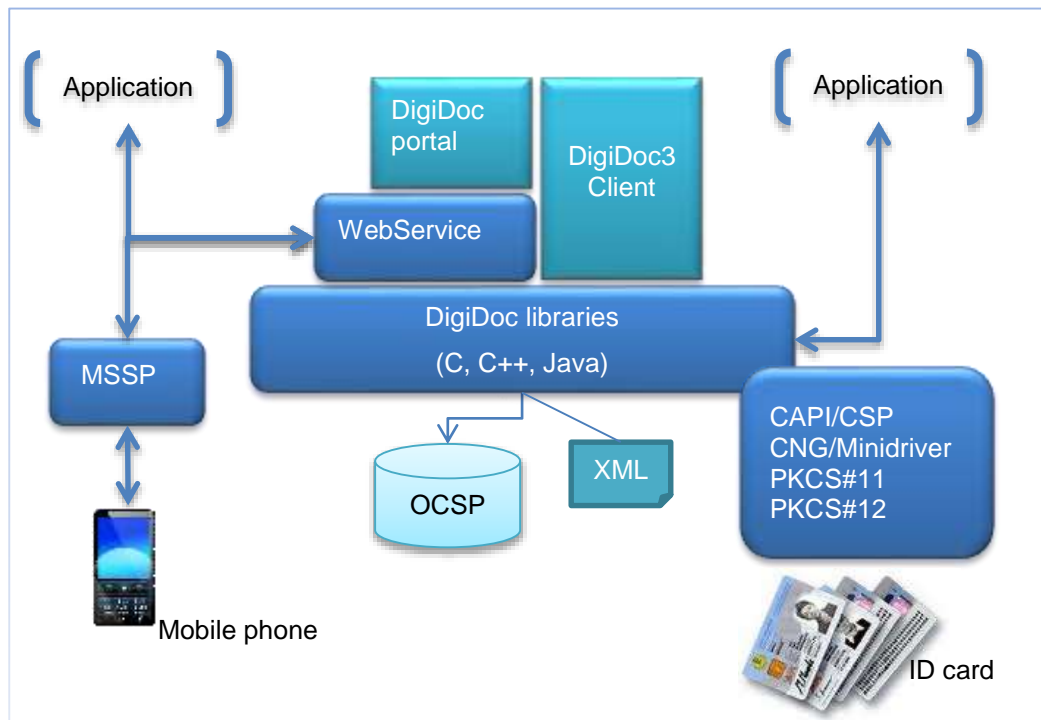 Application
Application
DigiDoc
portal
DigiDoc3
Client
WebService
DigiDoc libraries
(C, C++, Java)
MSSP
CAPI/CSP
CNG/Minidriver
PKCS#11
PKCS#12
XML
OCSP
Mobile phone
ID card